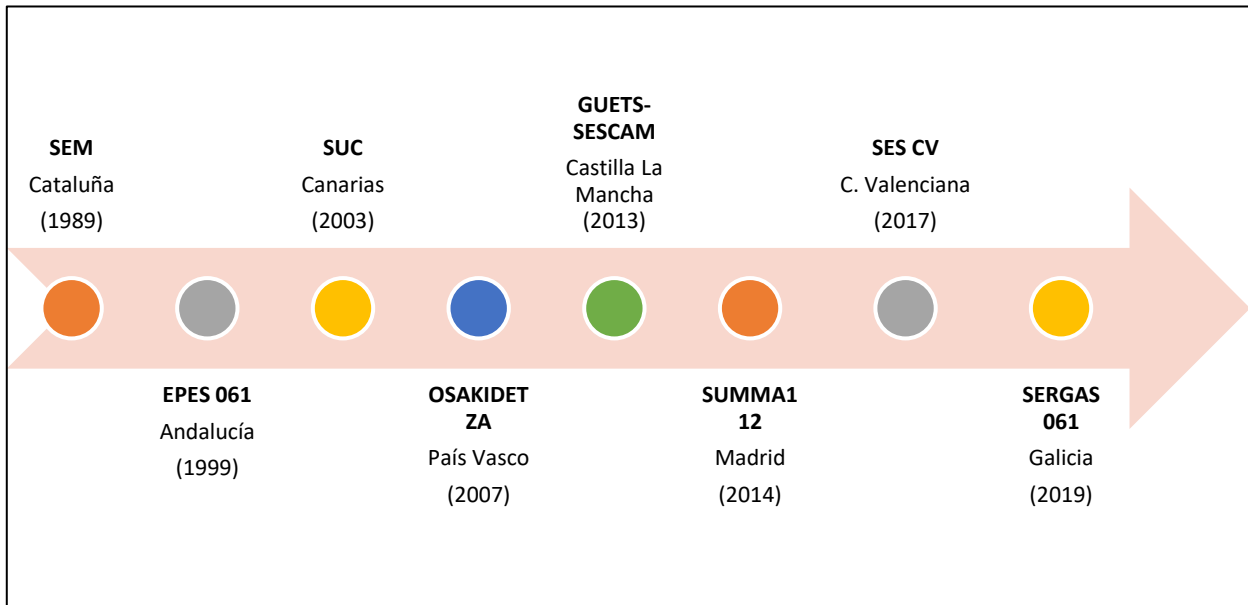 SEM
Cataluña
(1989)
EPES 061
Andalucía
(1999)
SUC
Canarias
(2003)
OSAKIDET
ZA
País Vasco
(2007)
GUETS-
SESCAM
Castilla La
Mancha
(2013)
SUMMA1
12
Madrid
(2014)
SES CV
C. Valenciana
(2017)
SERGAS
061
Galicia
(2019)